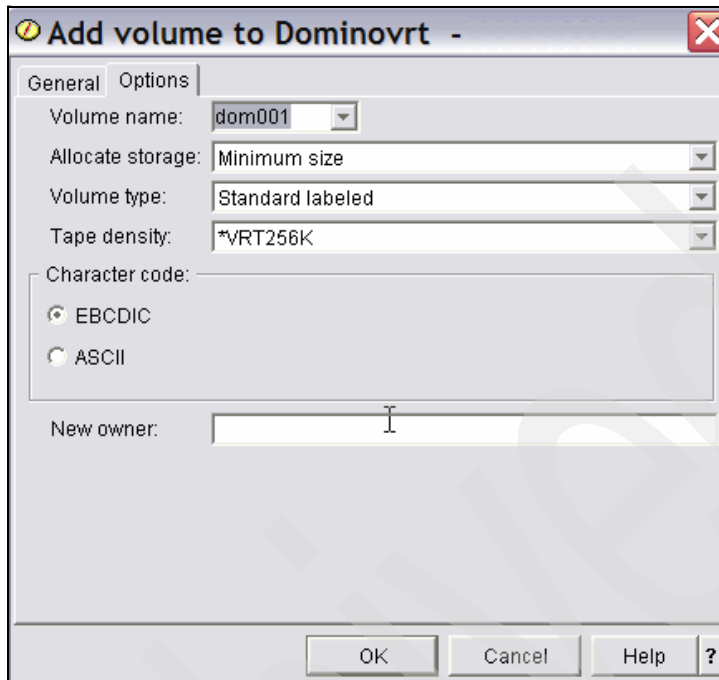 Add volume to Dominovrt -
General Options
Volume name: dom001
Allocate storage: Minimum size
Volume type: Standard labeled
Tape density: *VRT256K
Character code:
EBCDIC
ASCII
New owner:
OK Cancel Help ?